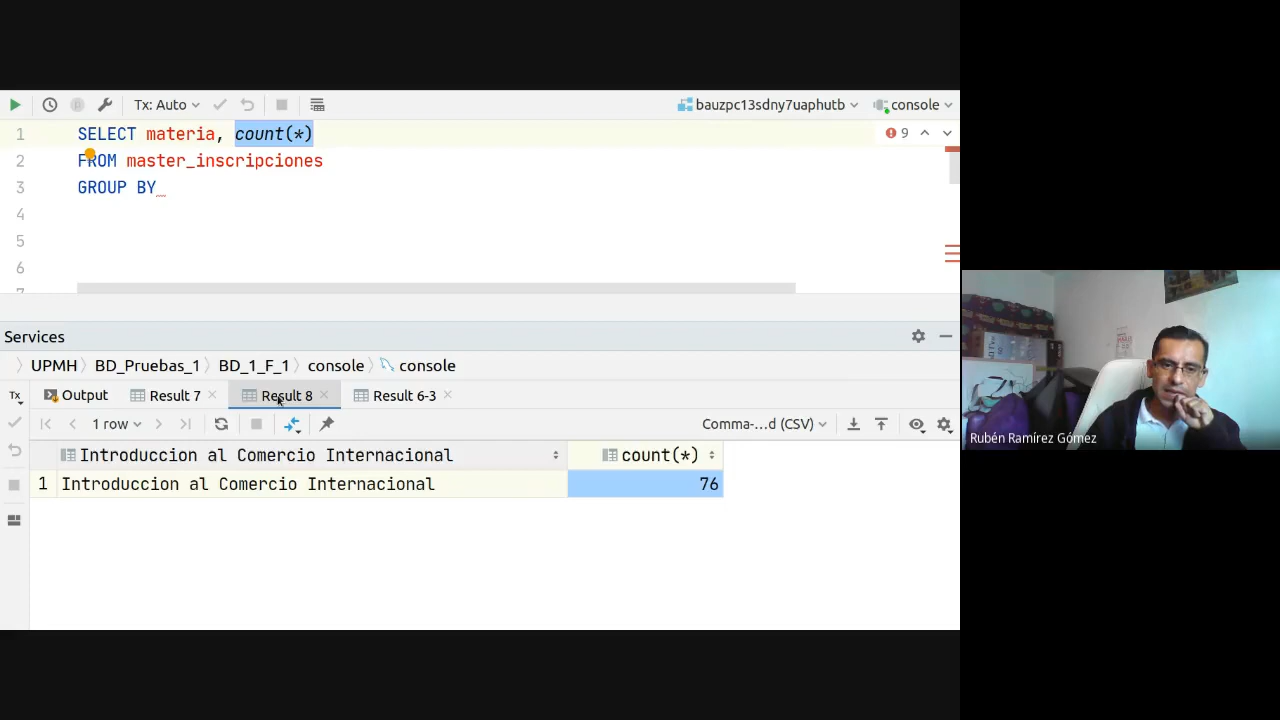 Tx: Auto
bauzpc13sdny7uaphutb
console
1 SELECT materia, count(*)
9
2 FROM master_inscripciones
3 GROUP BY
4
5
6
7
Services
UPMH BD_Pruebas_1 BD_1_F_1 console console
Tx Output Result 7 Result 8 Result 6-3
1 row
Comma-...d (CSV)
Introduccion al Comercio Internacional count(*)
1 Introduccion al Comercio Internacional 76
Rubén Ramírez Gómez